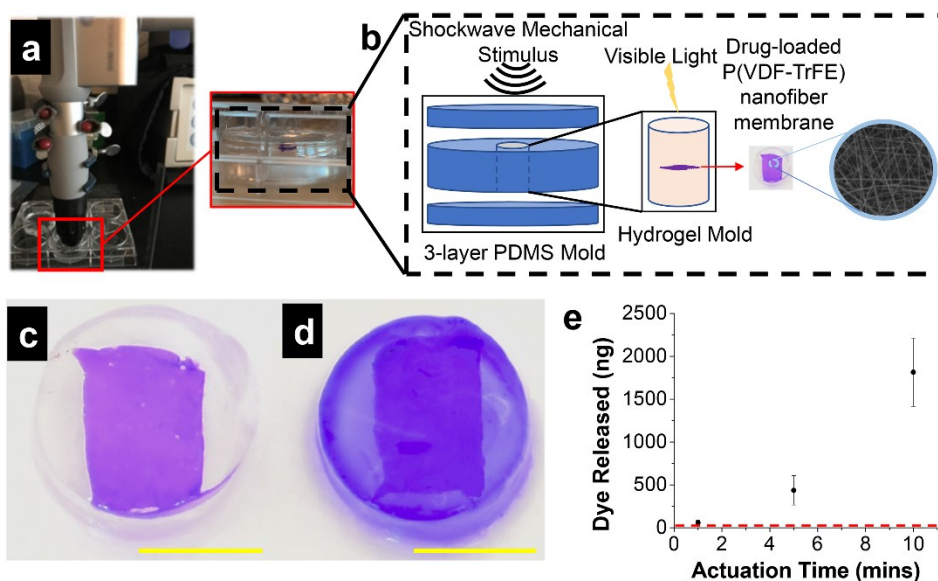 a
b
Shockwave Mechanical
Stimulus
Visible Light
Drug-loaded
P(VDF-TrFE)
nanofiber
membrane
3-layer PDMS Mold
Hydrogel Mold
c
d
e
Dye Released (ng)
2500
2000
1500
1000
500
0
0 2 4 6 8 10
Actuation Time (mins)